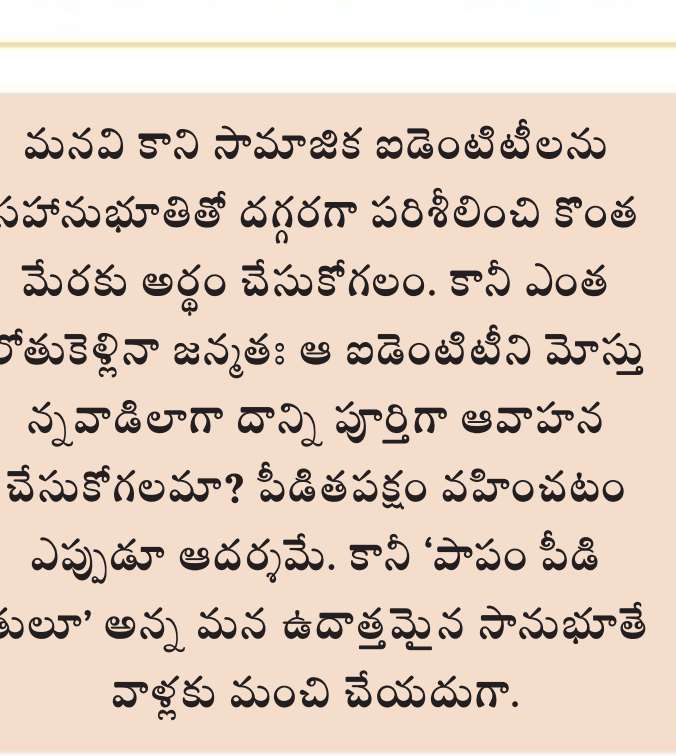 మనవి కాని సామాజిక ఐడెంటిటీలను
సహానుభూతితో దగ్గరగా పరిశీలించి కొంత
మేరకు అర్థం చేసుకోగలం. కానీ ఎంత
లోతుకెళ్లినా జన్మతః ఆ ఐడెంటిటీని మోస్తు
న్నవాడిలాగా దాన్ని పూర్తిగా ఆవాహన
చేసుకోగలమా? పీడితపక్షం వహించటం
ఎప్పుడూ ఆదర్శమే. కానీ ‘పాపం పీడి
తులూ’ అన్న మన ఉదాత్తమైన సానుభూతే
వాళ్లకు మంచి చేయదుగా.